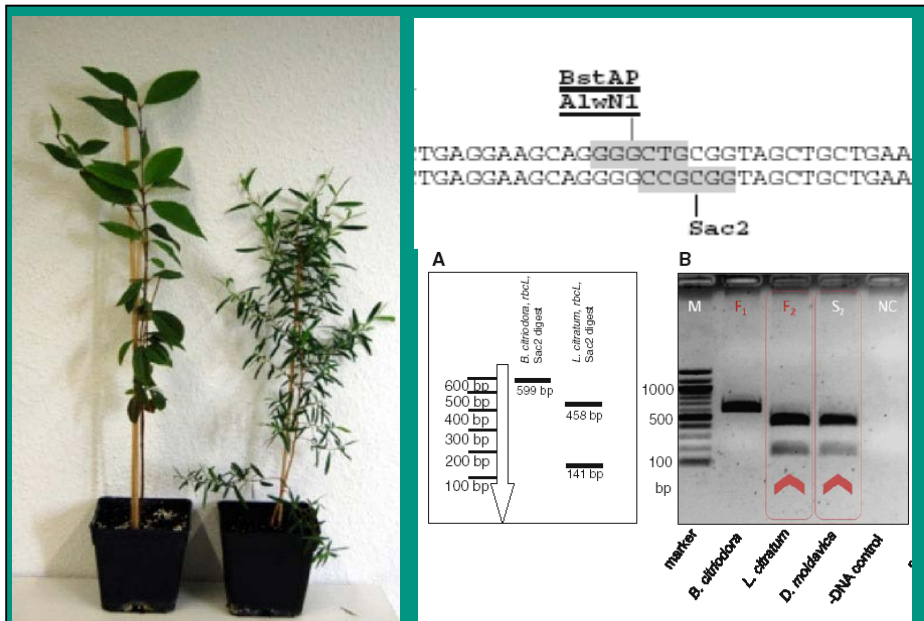 BstAP
AlwN1
TGAGGAAGCAGGGGCTGCGGTAGCTGCTGAA
TGAGGAAGCAGGGGCCGCGGTAGCTGCTGAA
Sac2
A
B. citriodora, rbcL,
Sac2 digest
L. citratum, rbcL,
Sac2 digest
600 bp
500 bp
400 bp
300 bp
200 bp
100 bp
599 bp
458 bp
141 bp
B
M
F1
F2
S2
NC
1000
500
100
bp
marker
B. citriodora
L. citratum
D. moldavica
-DNA control